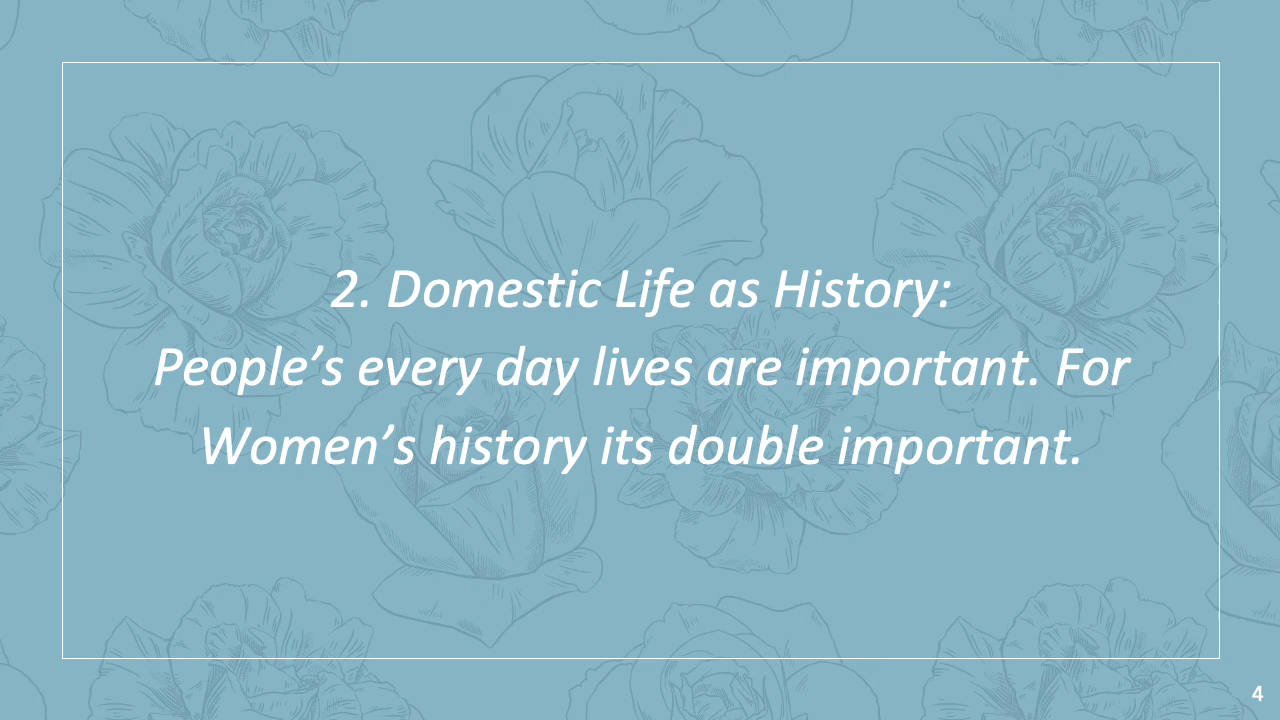 2. Domestic Life as History:
People’s every day lives are important. For
Women’s history its double important.
4